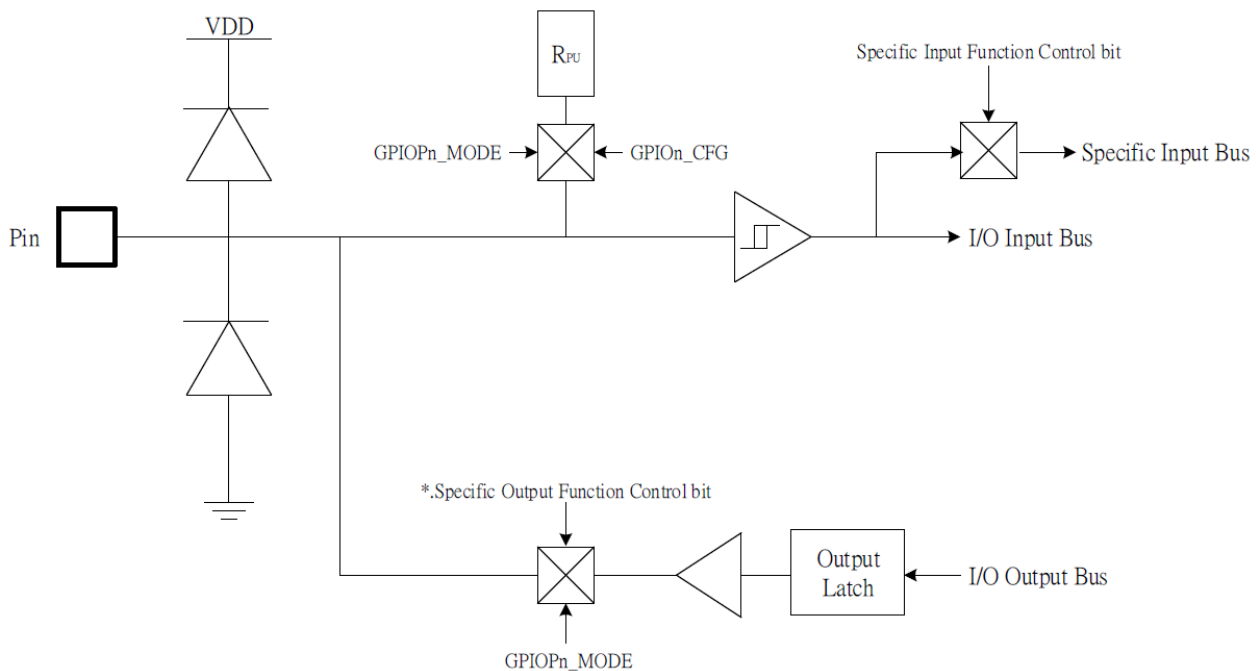 VDD
RPU
Specific Input Function Control bit
GPIOPn_MODE
GPIOn_CFG
Specific Input Bus
Pin
I/O Input Bus
*.Specific Output Function Control bit
Output
Latch
I/O Output Bus
GPIOPn_MODE